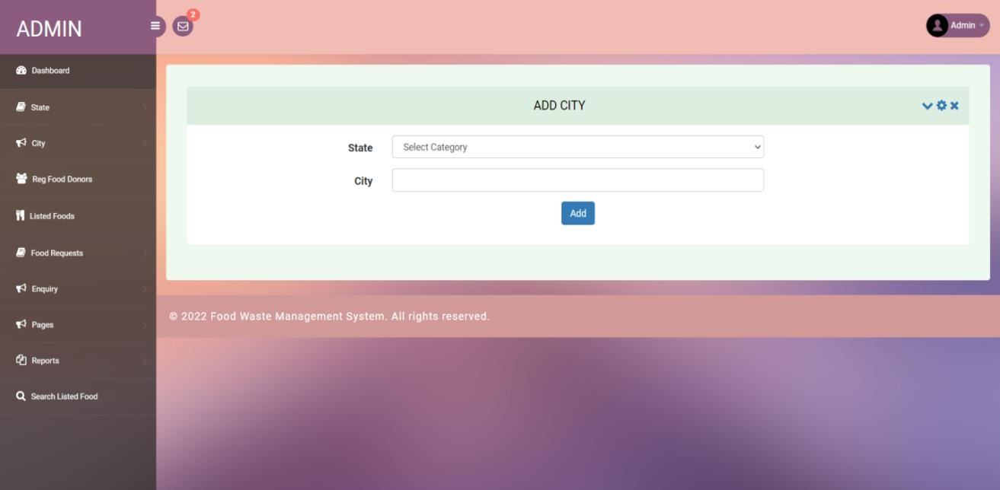 ADMIN
2
Admin
Dashboard
State
City
Reg Food Donors
Listed Foods
Food Requests
Enquiry
Pages
Reports
Search Listed Food
ADD CITY
State
Select Category
City
Add
© 2022 Food Waste Management System. All rights reserved.